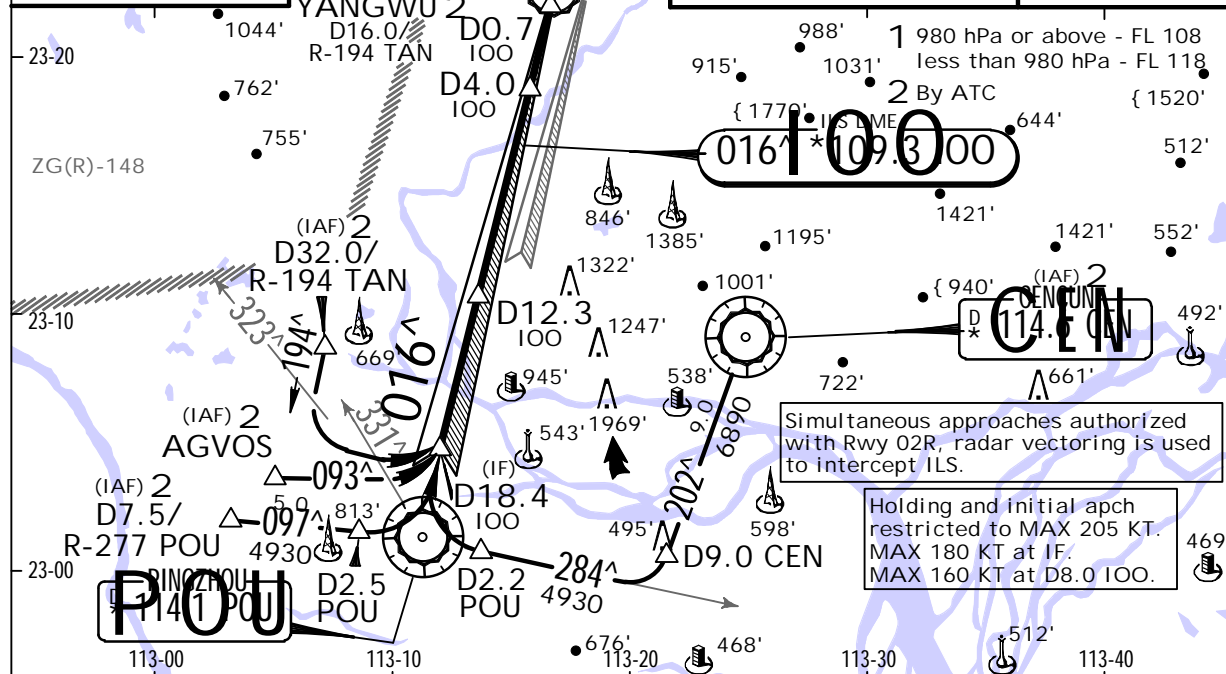 YANGWU 2
D16.0/
R-194 TAN
D0.7
IOO
D4.0
IOO
1044'
23-20
762'
755'
ZG(R)-148
988'
915'
1031'
1 980 hPa or above - FL 108
less than 980 hPa - FL 118
2 By ATC
{ 1770'
{ 1520'
644'
512'
ILS DME
016^ *109.3 IOO
IOO
846'
1385'
1421'
1195'
1421'
552'
(IAF) 2
D32.0/
R-194 TAN
1322'
1001'
{ 940'
(IAF) 2
CENCUN
D
* 114.6 CEN
CEN
492'
323^
194^
23-10
669'
016^
D12.3
IOO
1247'
945'
538'
722'
661'
1969'
331^
9.0
6890
(IAF) 2
AGVOS
093^
5.0
543'
(IF)
D18.4
IOO
202^
Simultaneous approaches authorized
with Rwy 02R, radar vectoring is used
to intercept ILS.
(IAF) 2
D7.5/
R-277 POU
097^
4930
813'
495'
598'
Holding and initial apch
restricted to MAX 205 KT.
MAX 180 KT at IF.
MAX 160 KT at D8.0 IOO.
469'
23-00
D2.5
POU
D2.2
POU
284^
4930
D9.0 CEN
PINGZHOU
D
* 114.1 POU
POU
676'
468'
512'
113-00
113-10
113-20
113-30
113-40